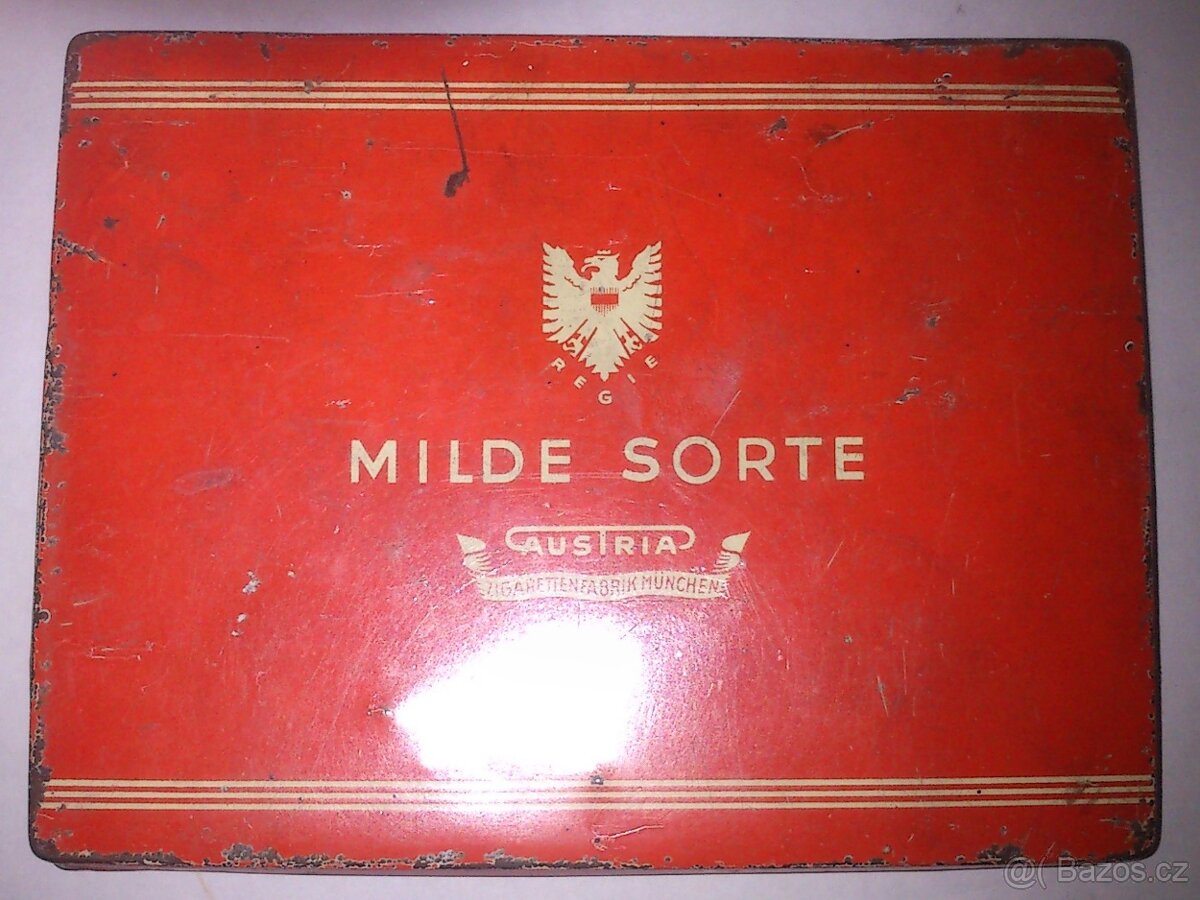 REGIE
MILDE SORTE
AUSTRIA
ZIGARETTENFABRIK MÜNCHEN
@( Bazos.cz